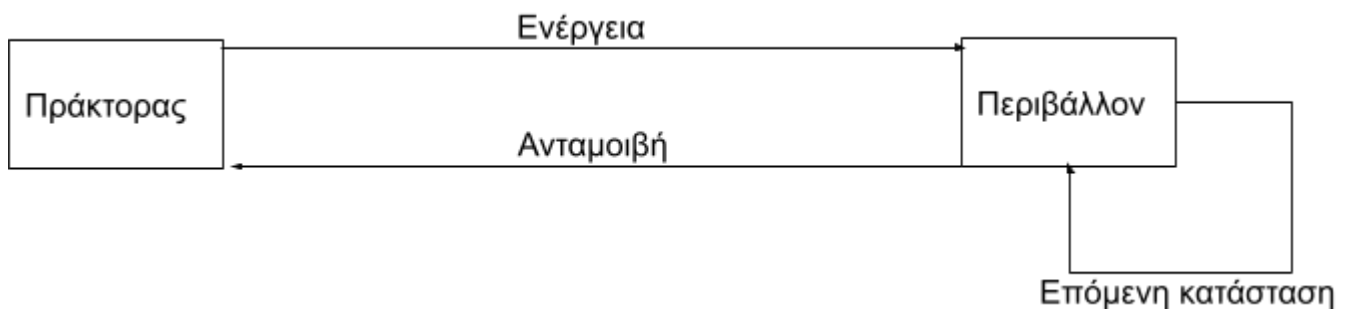 Ενέργεια
Πράκτορας
Περιβάλλον
Ανταμοιβή
Επόμενη κατάσταση